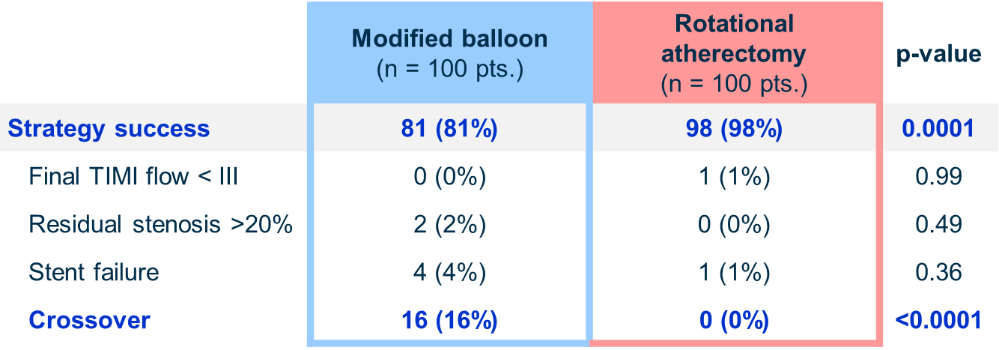 Modified balloon
(n = 100 pts.)
Rotational
atherectomy
(n = 100 pts.)
p-value
Strategy success 81 (81%) 98 (98%) 0.0001
Final TIMI flow < III 0 (0%) 1 (1%) 0.99
Residual stenosis >20% 2 (2%) 0 (0%) 0.49
Stent failure 4 (4%) 1 (1%) 0.36
Crossover 16 (16%) 0 (0%) <0.0001